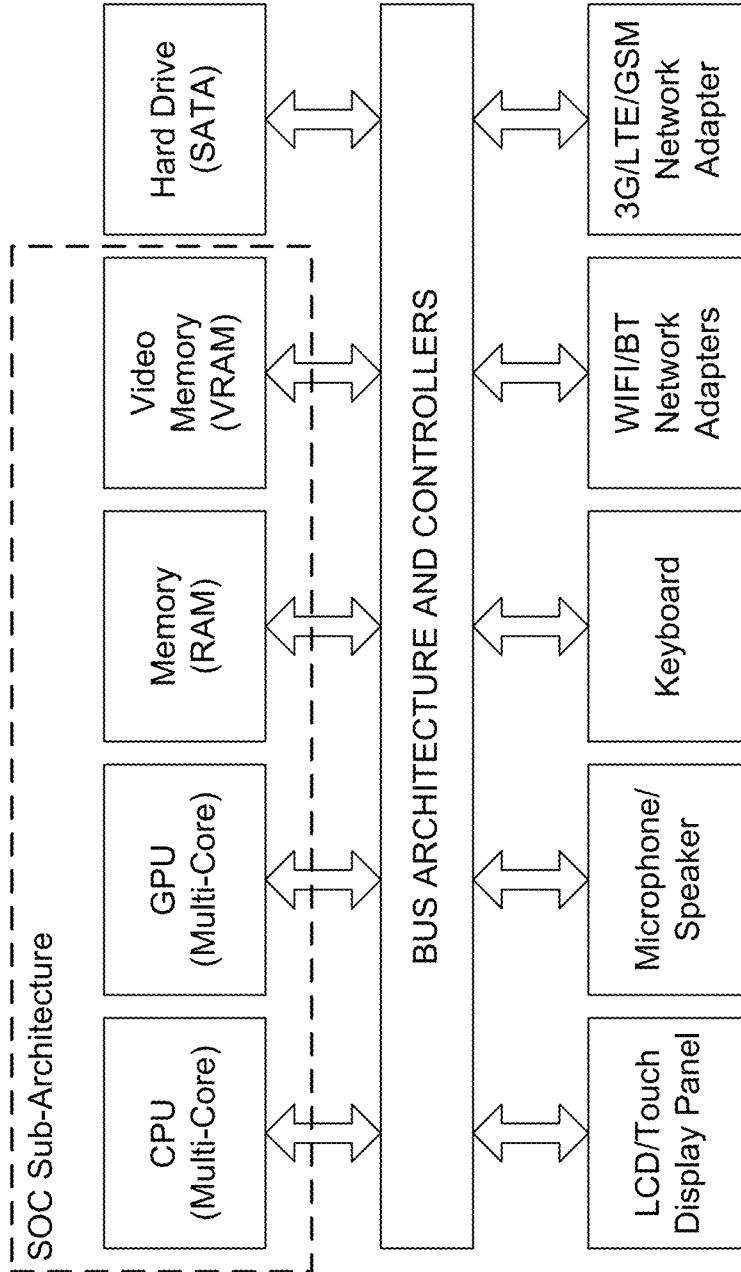 SOC Sub-Architecture
CPU
(Multi-Core)
GPU
(Multi-Core)
Memory
(RAM)
Video
Memory
(VRAM)
Hard Drive
(SATA)
BUS ARCHITECTURE AND CONTROLLERS
LCD/Touch
Display Panel
Microphone/
Speaker
Keyboard
WIFI/BT
Network
Adapters
3G/LTE/GSM
Network
Adapter